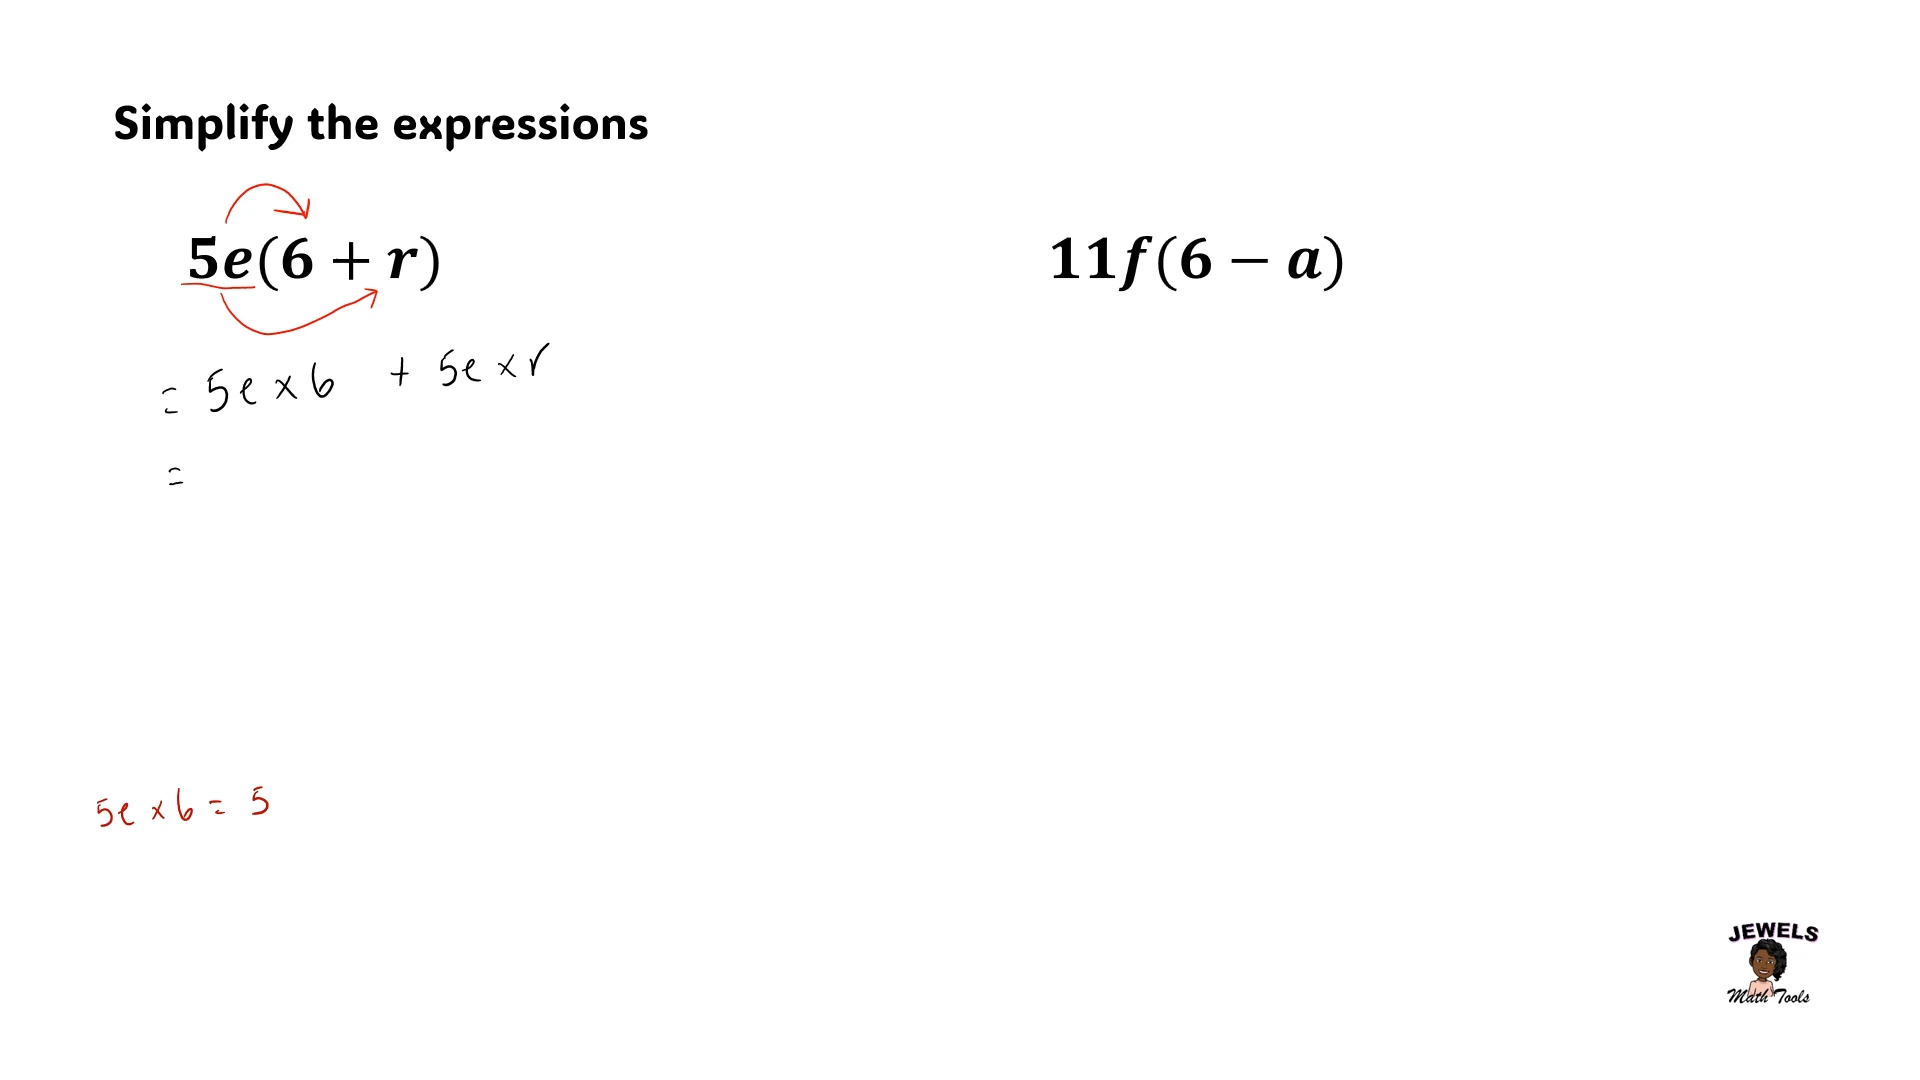 Simplify the expressions
5e(6 + r)
= 5e × 6 + 5e × r
=
5e × 6 = 5
11f(6 − a)
JEWELS
Math Tools